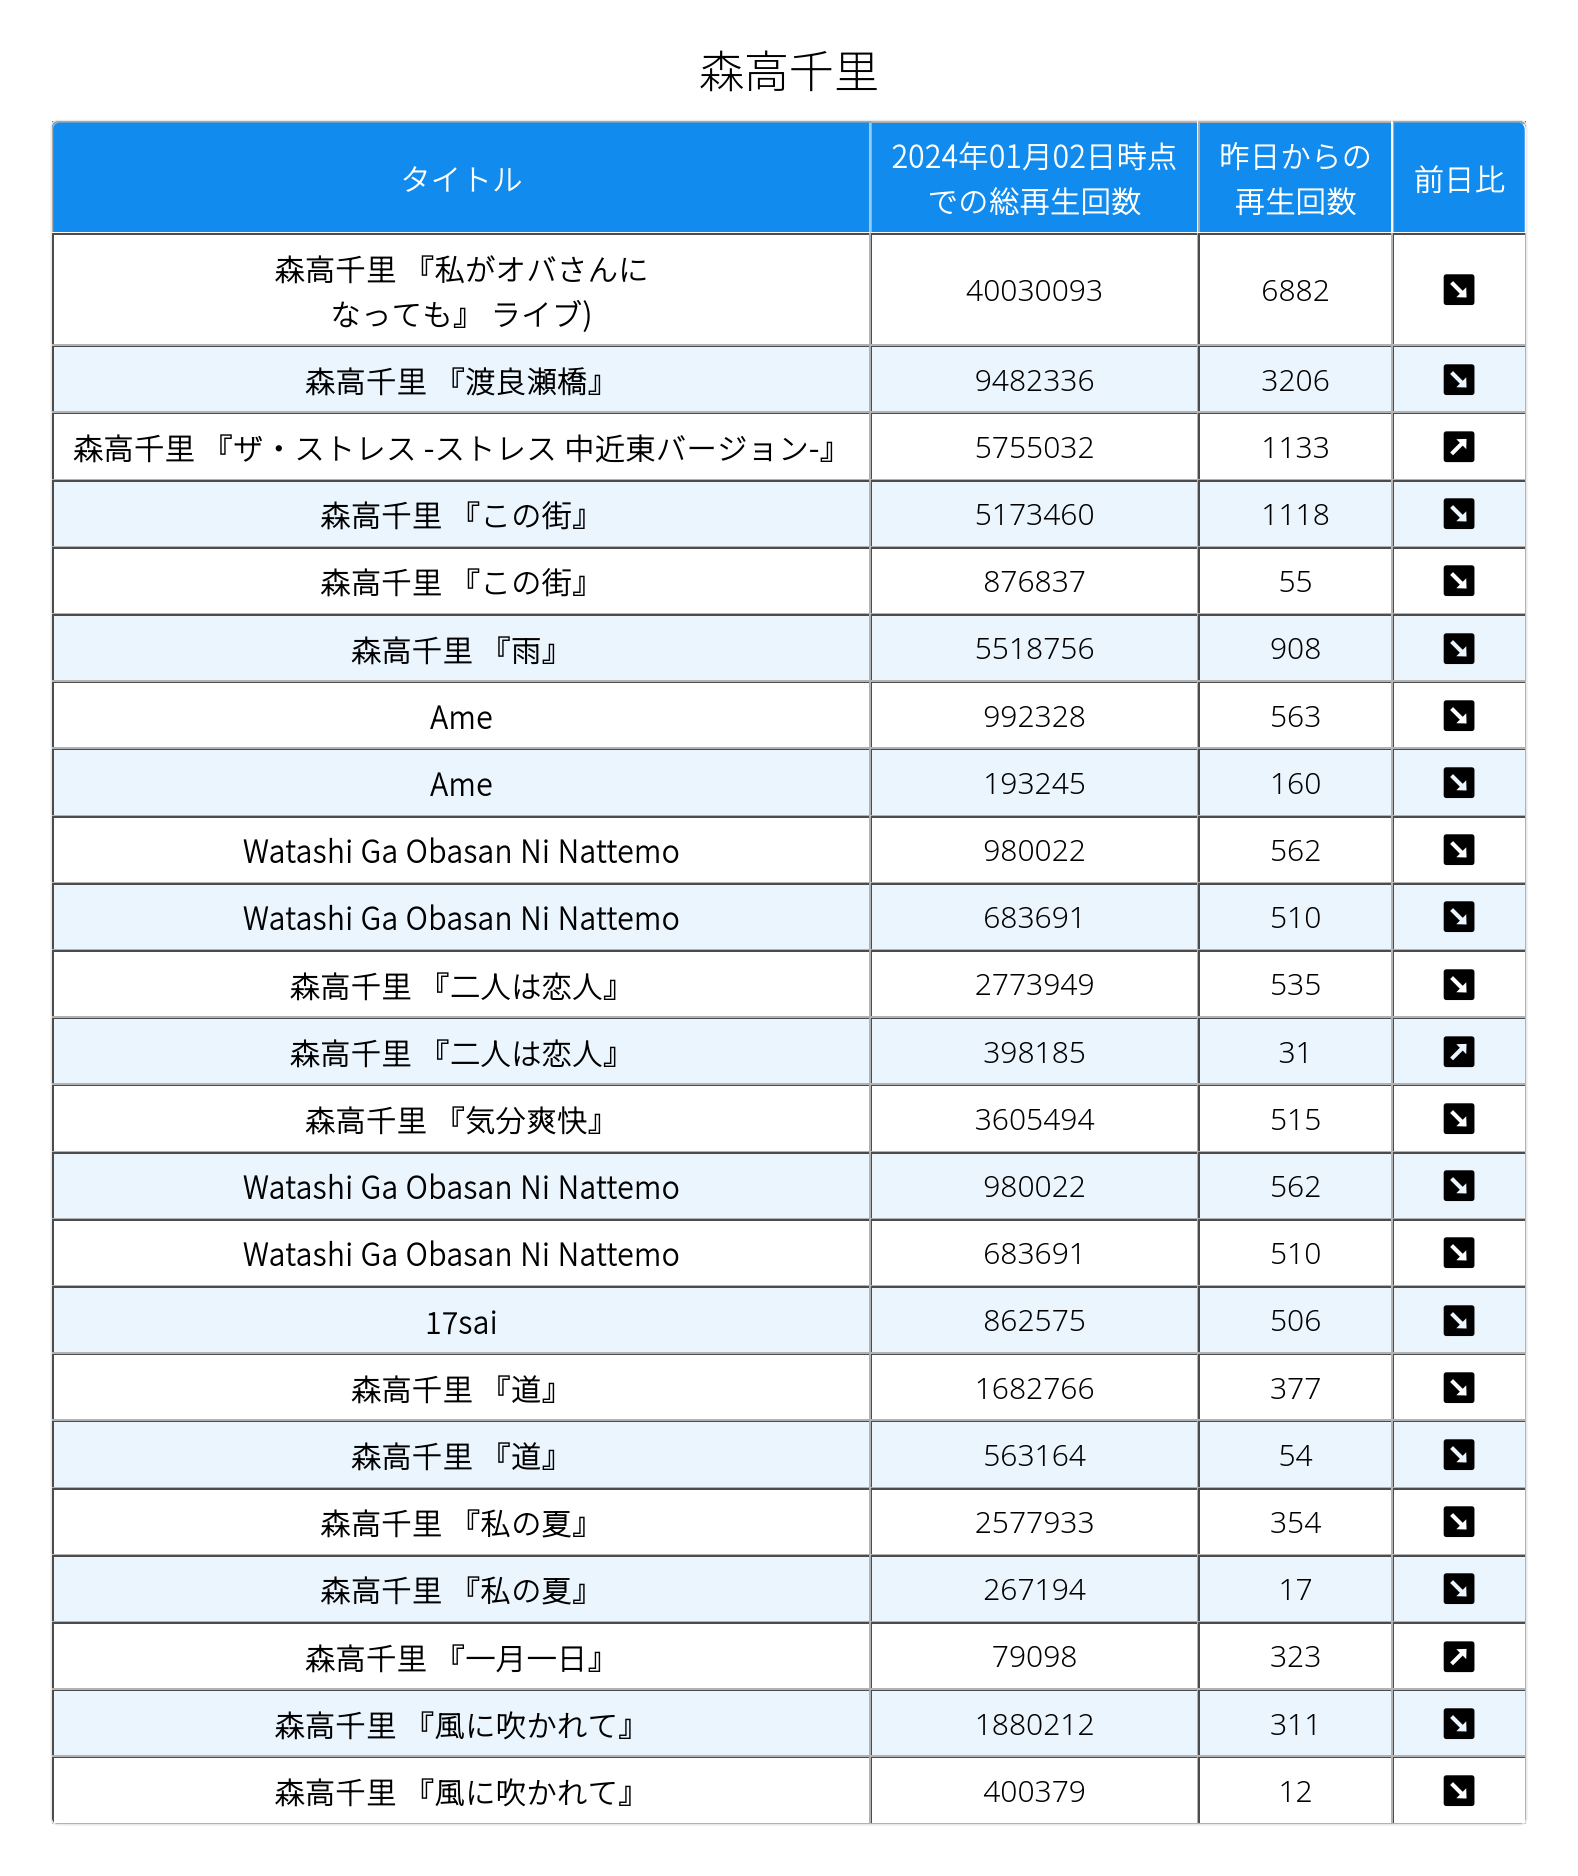 森高千里
タイトル
2024年01月02日時点
での総再生回数
昨日からの
再生回数
前日比
森高千里 『私がオバさんに
なっても』 ライブ)
40030093 6882
森高千里 『渡良瀬橋』 9482336 3206
森高千里 『ザ・ストレス -ストレス 中近東バージョン-』 5755032 1133
森高千里 『この街』 5173460 1118
森高千里 『この街』 876837 55
森高千里 『雨』 5518756 908
Ame 992328 563
Ame 193245 160
Watashi Ga Obasan Ni Nattemo 980022 562
Watashi Ga Obasan Ni Nattemo 683691 510
森高千里 『二人は恋人』 2773949 535
森高千里 『二人は恋人』 398185 31
森高千里 『気分爽快』 3605494 515
Watashi Ga Obasan Ni Nattemo 980022 562
Watashi Ga Obasan Ni Nattemo 683691 510
17sai 862575 506
森高千里 『道』 1682766 377
森高千里 『道』 563164 54
森高千里 『私の夏』 2577933 354
森高千里 『私の夏』 267194 17
森高千里 『一月一日』 79098 323
森高千里 『風に吹かれて』 1880212 311
森高千里 『風に吹かれて』 400379 12